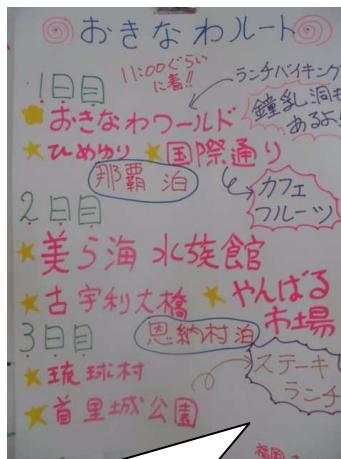 おきなわルート
1日目
11:00ぐらい
に着!!
ランチバイキング
おきなわワールド
鐘乳洞も
あるよ!
ひめゆり 国際通り
那覇 泊
カフェ
フルーツ
2日目
美ら海 水族館
古宇利大橋
やんばる
市場
3日目
恩納村泊
琉球村
ステーキ
ランチ
首里城公園